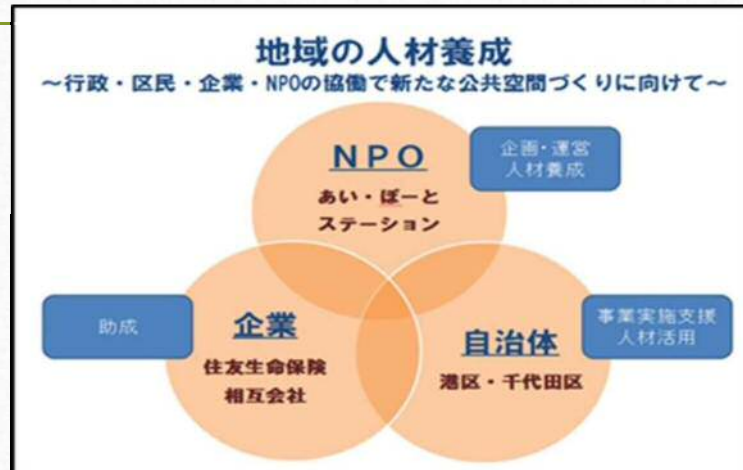 地域の人材養成
～行政・区民・企業・NPOの協働で新たな公共空間づくりに向けて～
NPO
あい・ぽーと
ステーション
企画・運営
人材養成
助成
企業
住友生命保険
相互会社
自治体
港区・千代田区
事業実施支援
人材活用